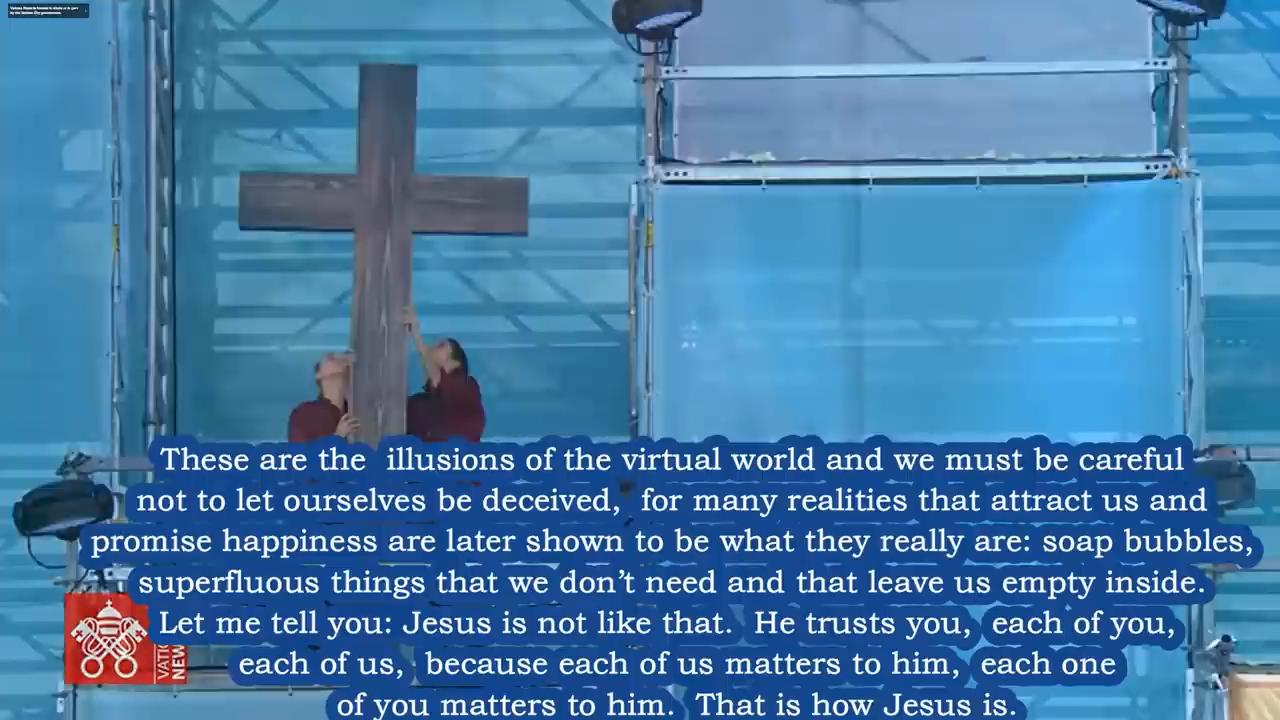 These are the illusions of the virtual world and we must be careful
not to let ourselves be deceived, for many realities that attract us and
promise happiness are later shown to be what they really are: soap bubbles,
superfluous things that we don’t need and that leave us empty inside.
Let me tell you: Jesus is not like that. He trusts you, each of you,
each of us, because each of us matters to him, each one
of you matters to him. That is how Jesus is.
NEW